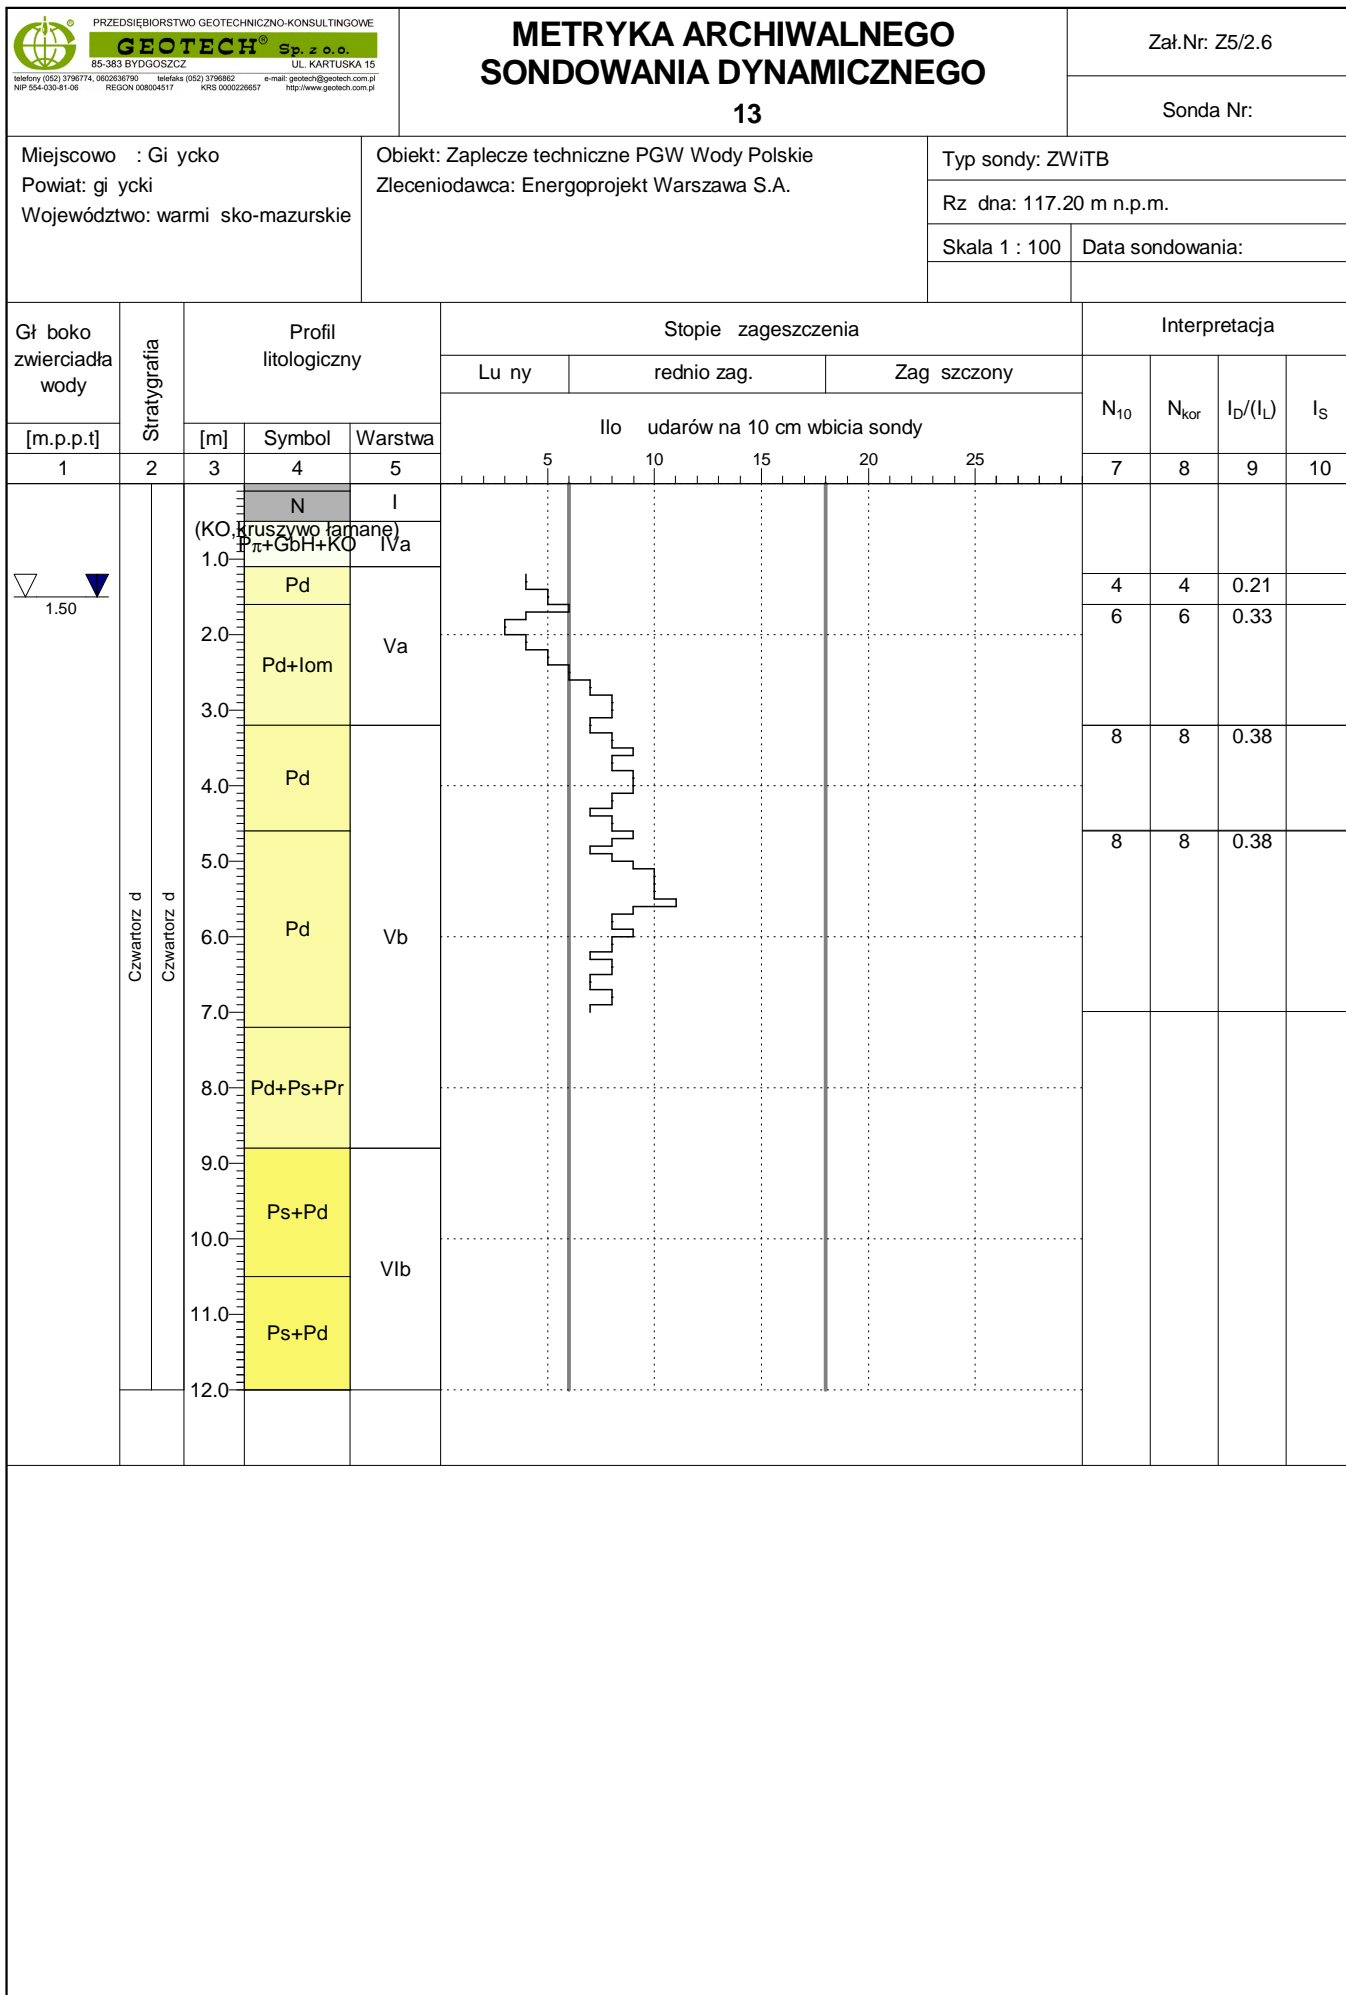 PRZEDSIĘBIORSTWO GEOTECHNICZNO-KONSULTINGOWE
GEOTECH® Sp. z o.o.
85-383 BYDGOSZCZ UL. KARTUSKA 15
telefony (052) 3796774, 0602636790 telefaks (052) 3796862 e-mail: geotech@geotech.com.pl
NIP 554-030-81-06 REGON 008004517 KRS 0000226657 http://www.geotech.com.pl
METRYKA ARCHIWALNEGO
SONDOWANIA DYNAMICZNEGO
13
Zał.Nr: Z5/2.6
Sonda Nr:
Miejscowo : Gi ycko
Powiat: gi ycki
Województwo: warmi sko-mazurskie
Obiekt: Zaplecze techniczne PGW Wody Polskie
Zleceniodawca: Energoprojekt Warszawa S.A.
Typ sondy: ZWiTB
Rz dna: 117.20 m n.p.m.
Skala 1 : 100 Data sondowania:
Gł boko
zwierciadła
wody
[m.p.p.t]
Stratygrafia
Profil
litologiczny
[m] Symbol Warstwa
Stopie zageszczenia
Lu ny rednio zag. Zag szczony
Ilo udarów na 10 cm wbicia sondy
5 10 15 20 25
Interpretacja
N10 Nkor ID/(IL) IS
1 2 3 4 5 7 8 9 10
N I
(KO,kruszywo łamane)
Pπ+GbH+KO IVa
1.0
Pd 4 4 0.21
1.50
6 6 0.33
2.0
Va
Pd+Iom
3.0
8 8 0.38
Pd
4.0
8 8 0.38
5.0
Czwartorz d Czwartorz d
Pd
6.0 Vb
7.0
8.0 Pd+Ps+Pr
9.0
Ps+Pd
10.0
VIb
11.0
Ps+Pd
12.0